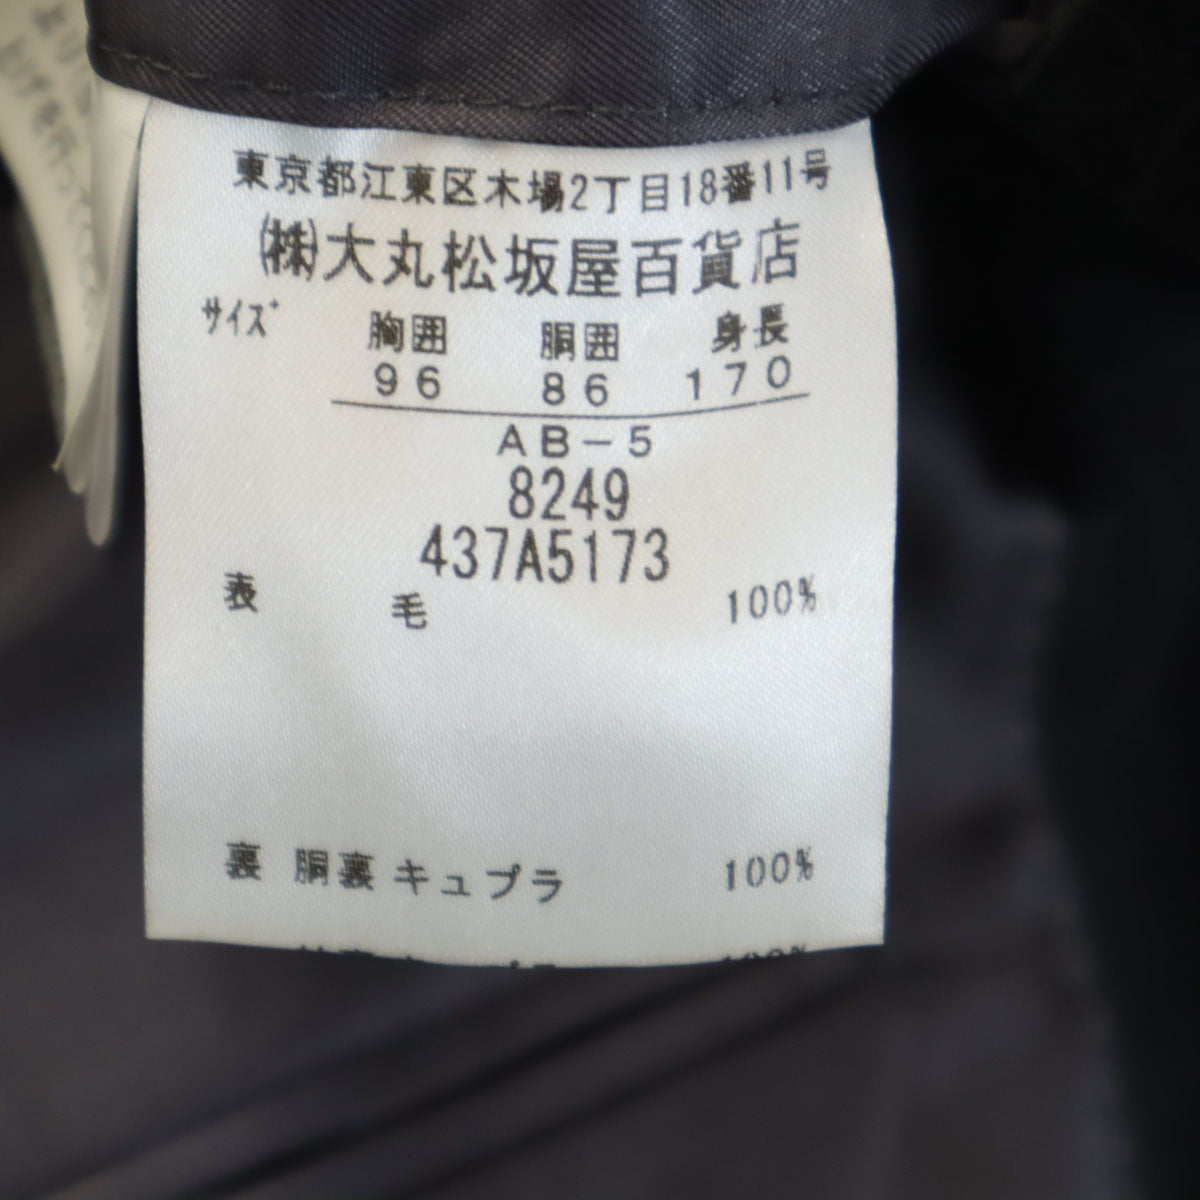 東京都江東区木場2丁目18番11号
㈱大丸松坂屋百貨店
サイズ 胸囲 胴囲 身長
96 86 170
AB-5
8249
437A5173
表 毛 100%
裏 胴裏 キュプラ 100%